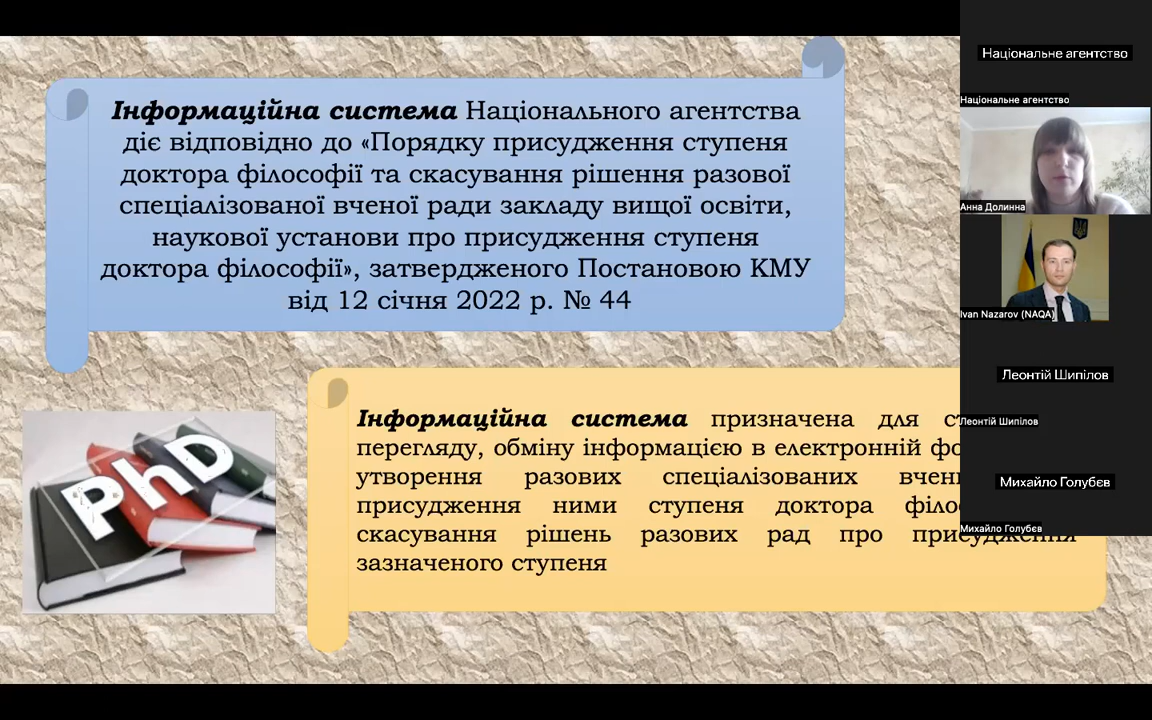 Інформаційна система Національного агентства
діє відповідно до «Порядку присудження ступеня
доктора філософії та скасування рішення разової
спеціалізованої вченої ради закладу вищої освіти,
наукової установи про присудження ступеня
доктора філософії», затвердженого Постановою КМУ
від 12 січня 2022 р. № 44
Інформаційна система призначена для
перегляду, обміну інформацією в електронній
утворення разових спеціалізованих
присудження ними ступеня доктора
скасування рішень разових рад про присудження
зазначеного ступеня
PhD
Національне агентство
Національне агентство
Анна Долинна
Ivan Nazarov (NAQA)
Леонтій Шипілов
Леонтій Шипілов
Михайло Голубєв
Михайло Голубєв